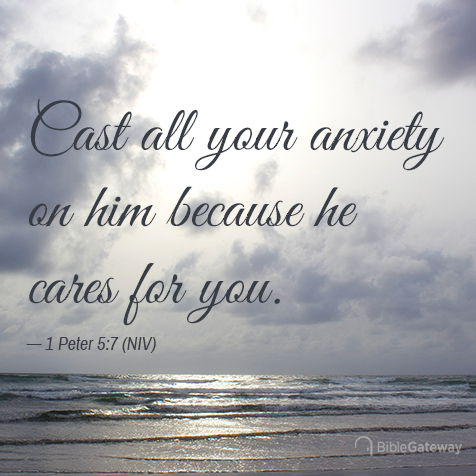 Cast all your anxiety
on him because he
cares for you.
— 1 Peter 5:7 (NIV)
BibleGateway